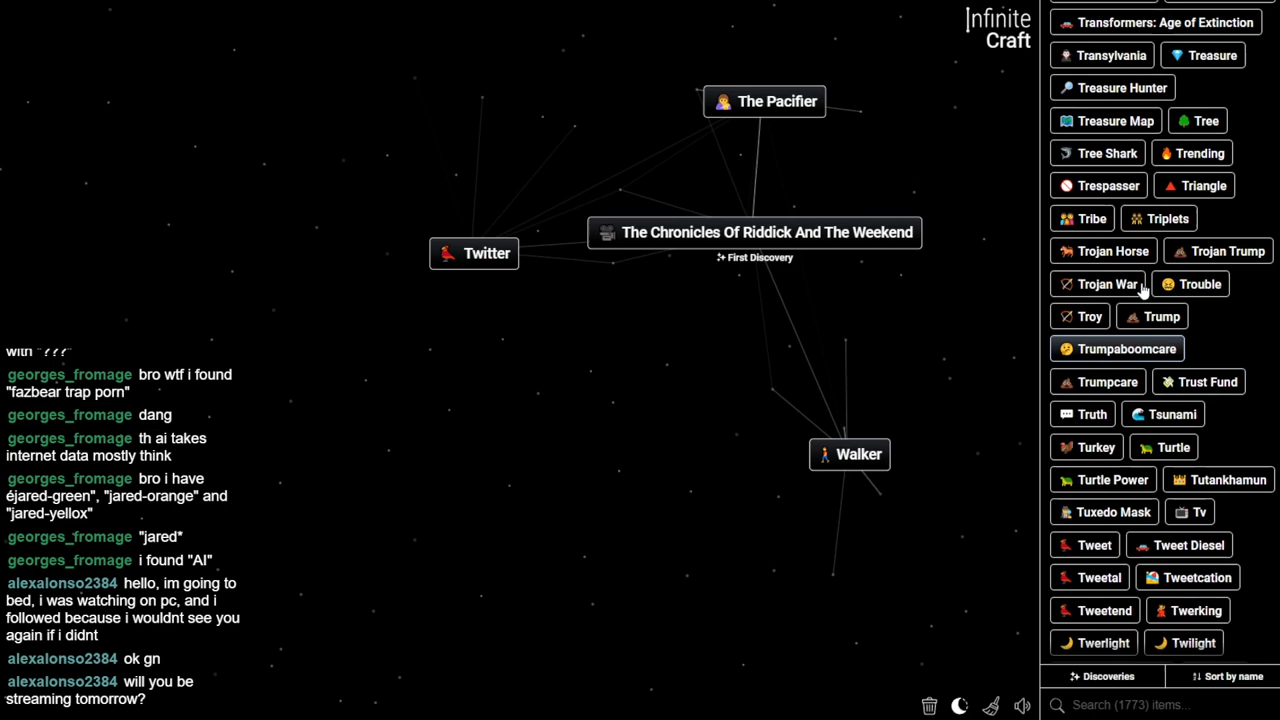 Infinite
Craft
The Pacifier
The Chronicles Of Riddick And The Weekend
First Discovery
Twitter
Walker
with "???"
georges_fromage bro wtf i found
"fazbear trap porn"
georges_fromage dang
georges_fromage th ai takes
internet data mostly think
georges_fromage bro i have
éjared-green", "jared-orange" and
"jared-yellox"
georges_fromage "jared*
georges_fromage i found "AI"
alexalonso2384 hello, im going to
bed, i was watching on pc, and i
followed because i wouldnt see you
again if i didnt
alexalonso2384 ok gn
alexalonso2384 will you be
streaming tomorrow?
Transformers: Age of Extinction
Transylvania Treasure
Treasure Hunter
Treasure Map Tree
Tree Shark Trending
Trespasser Triangle
Tribe Triplets
Trojan Horse Trojan Trump
Trojan War Trouble
Troy Trump
Trumpaboomcare
Trumpcare Trust Fund
Truth Tsunami
Turkey Turtle
Turtle Power Tutankhamun
Tuxedo Mask Tv
Tweet Tweet Diesel
Tweetal Tweetcation
Tweetend Twerking
Twerlight Twilight
Discoveries Sort by name
Search (1773) items...